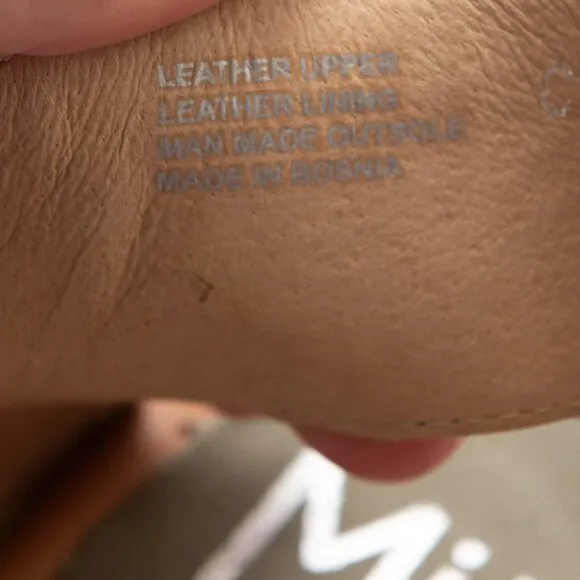 LEATHER UPPER
LEATHER LINING
MAN MADE OUTSOLE
MADE IN BOSNIA